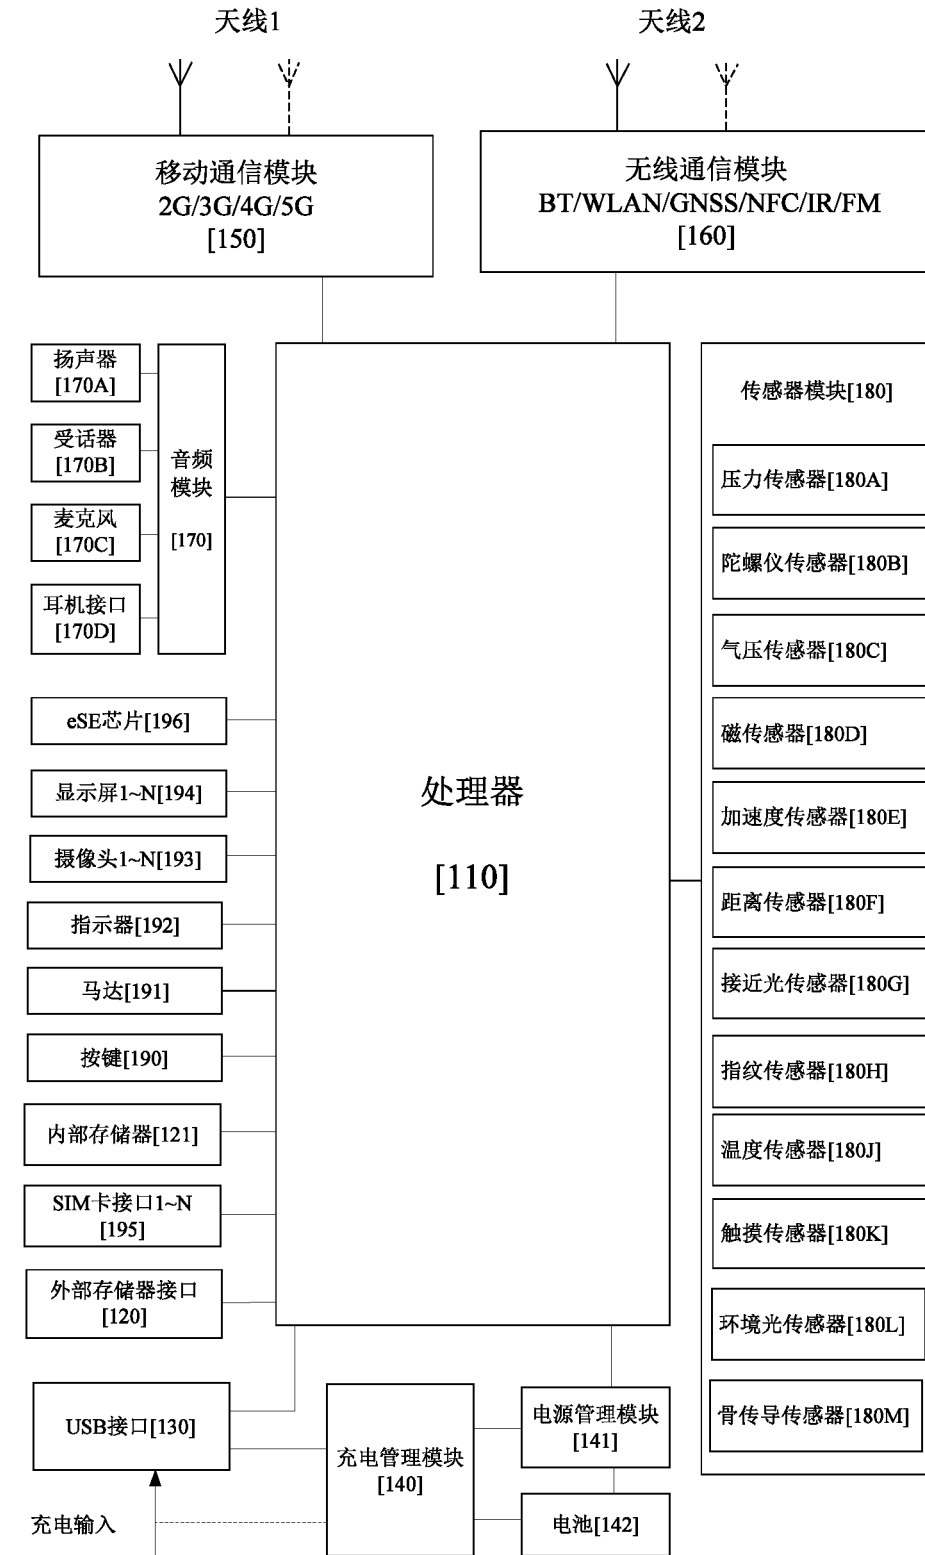 天线1
天线2
移动通信模块
2G/3G/4G/5G
[150]
无线通信模块
BT/WLAN/GNSS/NFC/IR/FM
[160]
扬声器
[170A]
受话器
[170B]
麦克风
[170C]
耳机接口
[170D]
音频
模块
[170]
eSE芯片[196]
显示屏1~N[194]
摄像头1~N[193]
指示器[192]
马达[191]
按键[190]
内部存储器[121]
SIM卡接口1~N
[195]
外部存储器接口
[120]
处理器
[110]
传感器模块[180]
压力传感器[180A]
陀螺仪传感器[180B]
气压传感器[180C]
磁传感器[180D]
加速度传感器[180E]
距离传感器[180F]
接近光传感器[180G]
指纹传感器[180H]
温度传感器[180J]
触摸传感器[180K]
环境光传感器[180L]
骨传导传感器[180M]
USB接口[130]
充电管理模块
[140]
电源管理模块
[141]
电池[142]
充电输入